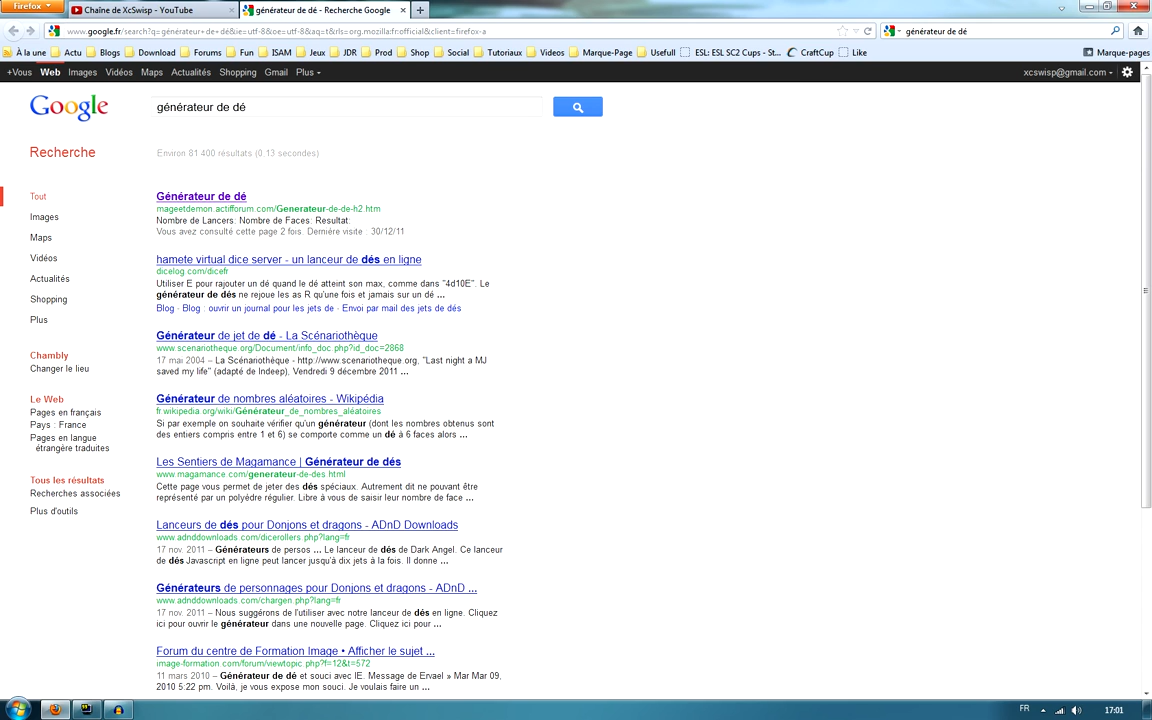 Firefox
Chaîne de XcSwisp - YouTube
générateur de dé - Recherche Google
www.google.fr/search?q=générateur+de+dé&ie=utf-8&oe=utf-8&aq=t&rls=org.mozilla:fr:official&client=firefox-a
générateur de dé
À la une Actu Blogs Download Forums Fun ISAM Jeux JDR Prod Shop Social Tutoriaux Videos Marque-Page Usefull ESL: ESL SC2 Cups - St... CraftCup Like Marque-pages
+Vous Web Images Vidéos Maps Actualités Shopping Gmail Plus xcswisp@gmail.com
Google
générateur de dé
Recherche
Environ 81 400 résultats (0,13 secondes)
Tout
Images
Maps
Vidéos
Actualités
Shopping
Plus
Chambly
Changer le lieu
Le Web
Pages en français
Pays : France
Pages en langue
étrangère traduites
Tous les résultats
Recherches associées
Plus d'outils
Générateur de dé
mageetdemon.actifforum.com/Generateur-de-de-h2.htm
Nombre de Lancers: Nombre de Faces: Resultat:
Vous avez consulté cette page 2 fois. Dernière visite : 30/12/11
hamete virtual dice server - un lanceur de dés en ligne
dicelog.com/dicefr
Utiliser E pour rajouter un dé quand le dé atteint son max, comme dans "4d10E". Le
générateur de dés ne rejoue les as R qu'une fois et jamais sur un dé ...
Blog - Blog : ouvrir un journal pour les jets de - Envoi par mail des jets de dés
Générateur de jet de dé - La Scénariothèque
www.scenariotheque.org/Document/info_doc.php?id_doc=2868
17 mai 2004 – La Scénariothèque - http://www.scenariotheque.org, "Last night a MJ
saved my life" (adapté de Indeep), Vendredi 9 décembre 2011 ...
Générateur de nombres aléatoires - Wikipédia
fr.wikipedia.org/wiki/Générateur_de_nombres_aléatoires
Si par exemple on souhaite vérifier qu'un générateur (dont les nombres obtenus sont
des entiers compris entre 1 et 6) se comporte comme un dé à 6 faces alors ...
Les Sentiers de Magamance | Générateur de dés
www.magamance.com/generateur-de-des.html
Cette page vous permet de jeter des dés spéciaux. Autrement dit ne pouvant être
représenté par un polyèdre régulier. Libre à vous de saisir leur nombre de face ...
Lanceurs de dés pour Donjons et dragons - ADnD Downloads
www.adnddownloads.com/dicerollers.php?lang=fr
17 nov. 2011 – Générateurs de persos ... Le lanceur de dés de Dark Angel. Ce lanceur
de dés Javascript en ligne peut lancer jusqu'à dix jets à la fois. Il donne ...
Générateurs de personnages pour Donjons et dragons - ADnD ...
www.adnddownloads.com/chargen.php?lang=fr
17 nov. 2011 – Nous suggérons de l'utiliser avec notre lanceur de dés en ligne. Cliquez
ici pour ouvrir le générateur dans une nouvelle page. Cliquez ici pour ...
Forum du centre de Formation Image • Afficher le sujet ...
image-formation.com/forum/viewtopic.php?f=12&t=572
11 mars 2010 – Générateur de dé et souci avec IE. Message de Ervael » Mar Mar 09,
2010 5:22 pm. Voilà, je vous expose mon souci. Je voulais faire un ...
FR 17:01